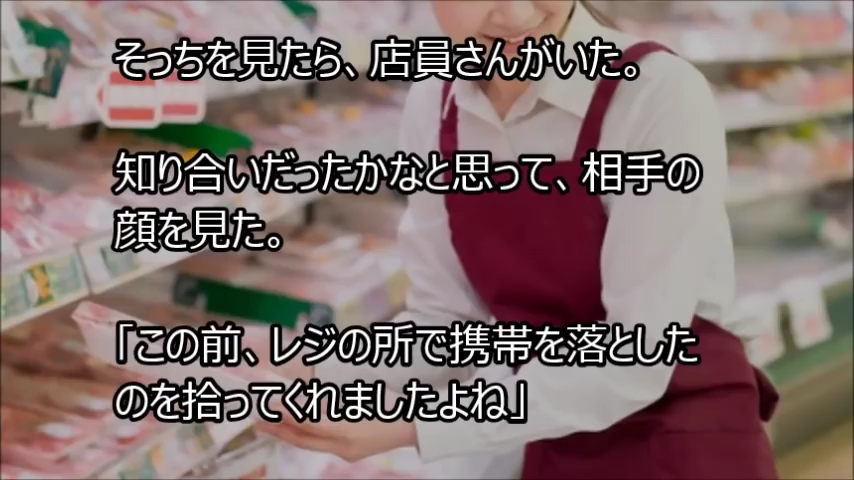 そっちを見たら、店員さんがいた。
知り合いだったかなと思って、相手の
顔を見た。
「この前、レジの所で携帯を落とした
のを拾ってくれましたよね」